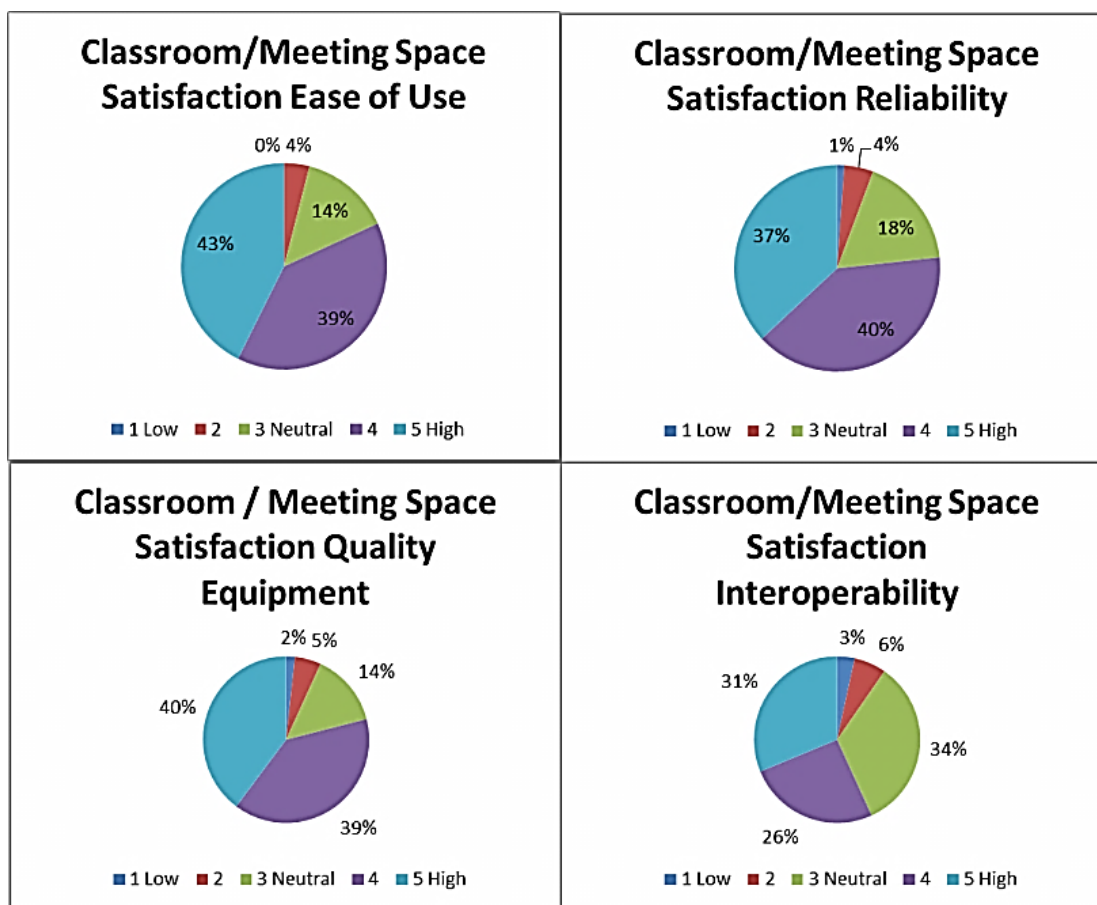 Classroom/Meeting Space
Satisfaction Ease of Use
0% 4%
14%
43%
39%
1 Low 2 3 Neutral 4 5 High
Classroom/Meeting Space
Satisfaction Reliability
1% 4%
37%
18%
40%
1 Low 2 3 Neutral 4 5 High
Classroom / Meeting Space
Satisfaction Quality
Equipment
2% 5%
14%
40%
39%
1 Low 2 3 Neutral 4 5 High
Classroom/Meeting Space
Satisfaction
Interoperability
3% 6%
31%
34%
26%
1 Low 2 3 Neutral 4 5 High